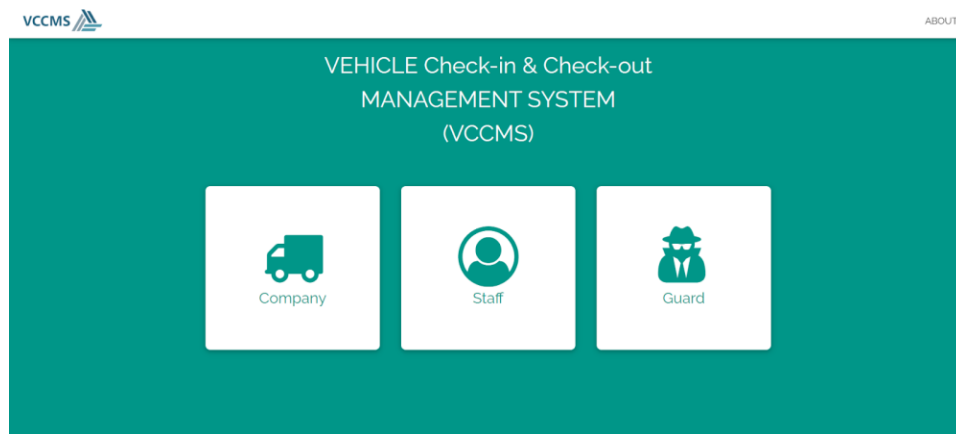 VCCMS
ABOUT
VEHICLE Check-in & Check-out
MANAGEMENT SYSTEM
(VCCMS)
Company
Staff
Guard